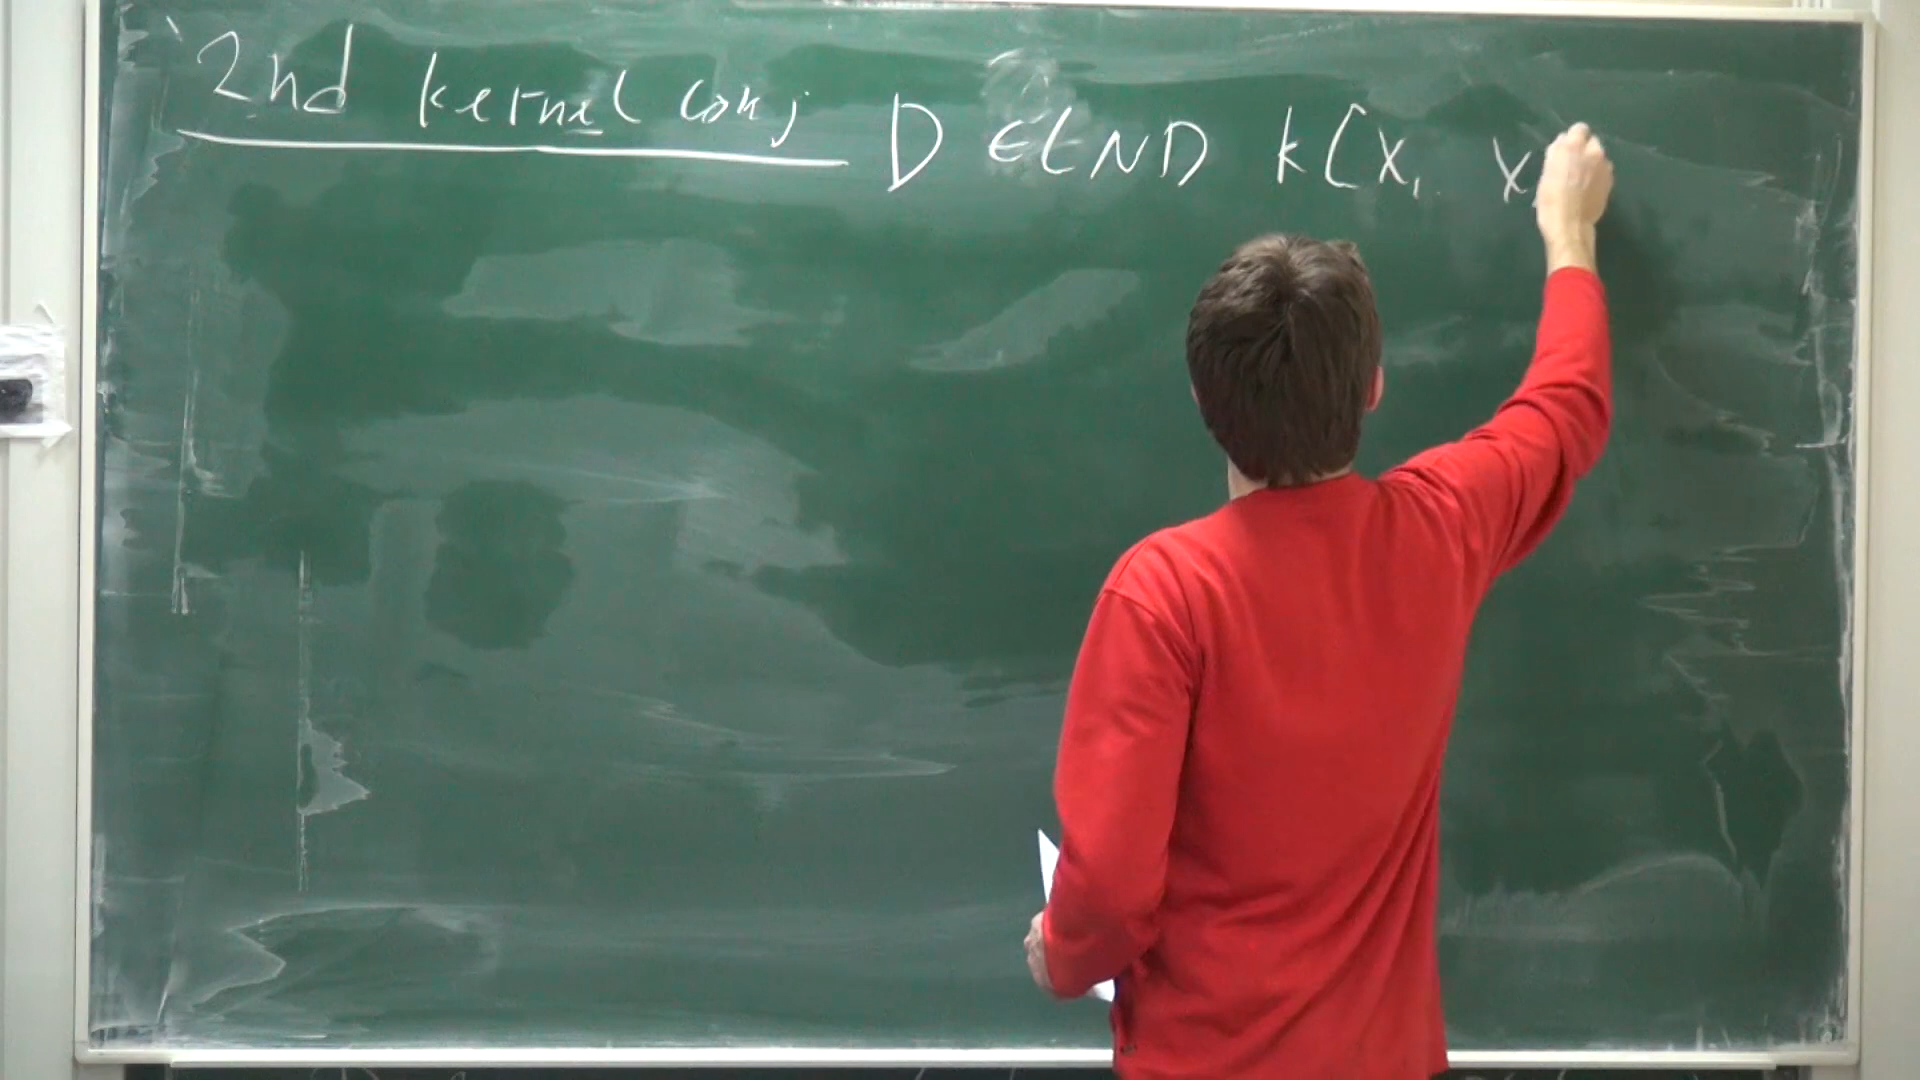 2nd kernel conj D ∈ LND k[x, x